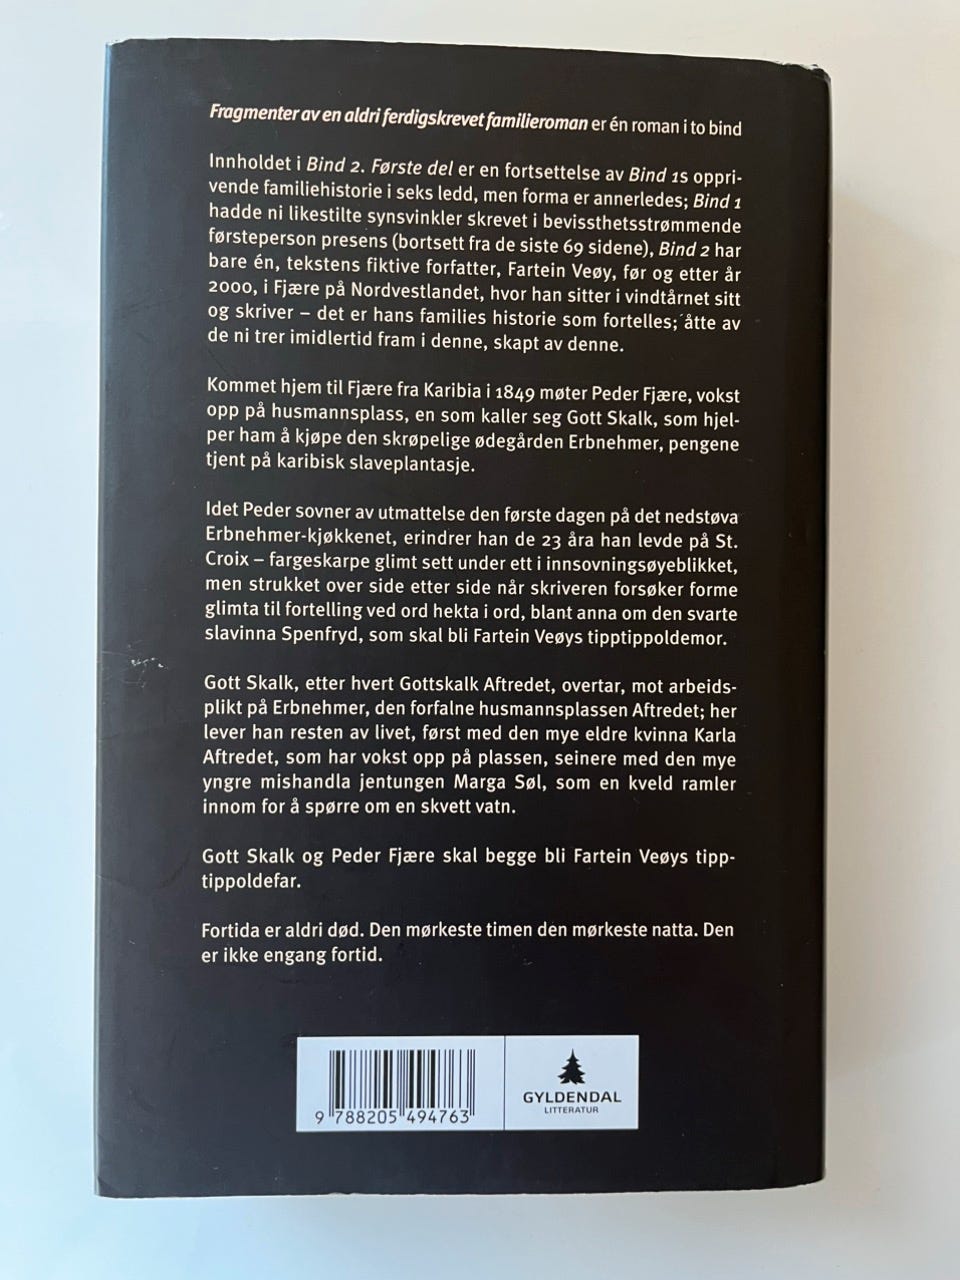 Fragmenter av en aldri ferdigskrevet familieroman er én roman i to bind
Innholdet i Bind 2. Første del er en fortsettelse av Bind 1s oppri-
vende familiehistorie i seks ledd, men forma er annerledes; Bind 1
hadde ni likestilte synsvinkler skrevet i bevissthetsstrømmende
førsteperson presens (bortsett fra de siste 69 sidene), Bind 2 har
bare én, tekstens fiktive forfatter, Fartein Veøy, før og etter år
2000, i Fjære på Nordvestlandet, hvor han sitter i vindtårnet sitt
og skriver – det er hans families historie som fortelles; åtte av
de ni trer imidlertid fram i denne, skapt av denne.
Kommet hjem til Fjære fra Karibia i 1849 møter Peder Fjære, vokst
opp på husmannsplass, en som kaller seg Gott Skalk, som hjel-
per ham å kjøpe den skrøpelige ødegården Erbnehmer, pengene
tjent på karibisk slaveplantasje.
Idet Peder sovner av utmattelse den første dagen på det nedstøva
Erbnehmer-kjøkkenet, erindrer han de 23 åra han levde på St.
Croix – fargeskarpe glimt sett under ett i innsovningsøyeblikket,
men strukket over side etter side når skriveren forsøker forme
glimta til fortelling ved ord hekta i ord, blant anna om den svarte
slavinna Spenfryd, som skal bli Fartein Veøys tipptippoldemor.
Gott Skalk, etter hvert Gottskalk Aftredet, overtar, mot arbeids-
plikt på Erbnehmer, den forfalne husmannsplassen Aftredet; her
lever han resten av livet, først med den mye eldre kvinna Karla
Aftredet, som har vokst opp på plassen, seinere med den mye
yngre mishandla jentungen Marga Søl, som en kveld ramler
innom for å spørre om en skvett vatn.
Gott Skalk og Peder Fjære skal begge bli Fartein Veøys tipp-
tippoldefar.
Fortida er aldri død. Den mørkeste timen den mørkeste natta. Den
er ikke engang fortid.
9 788205 494763
GYLDENDAL
LITTERATUR